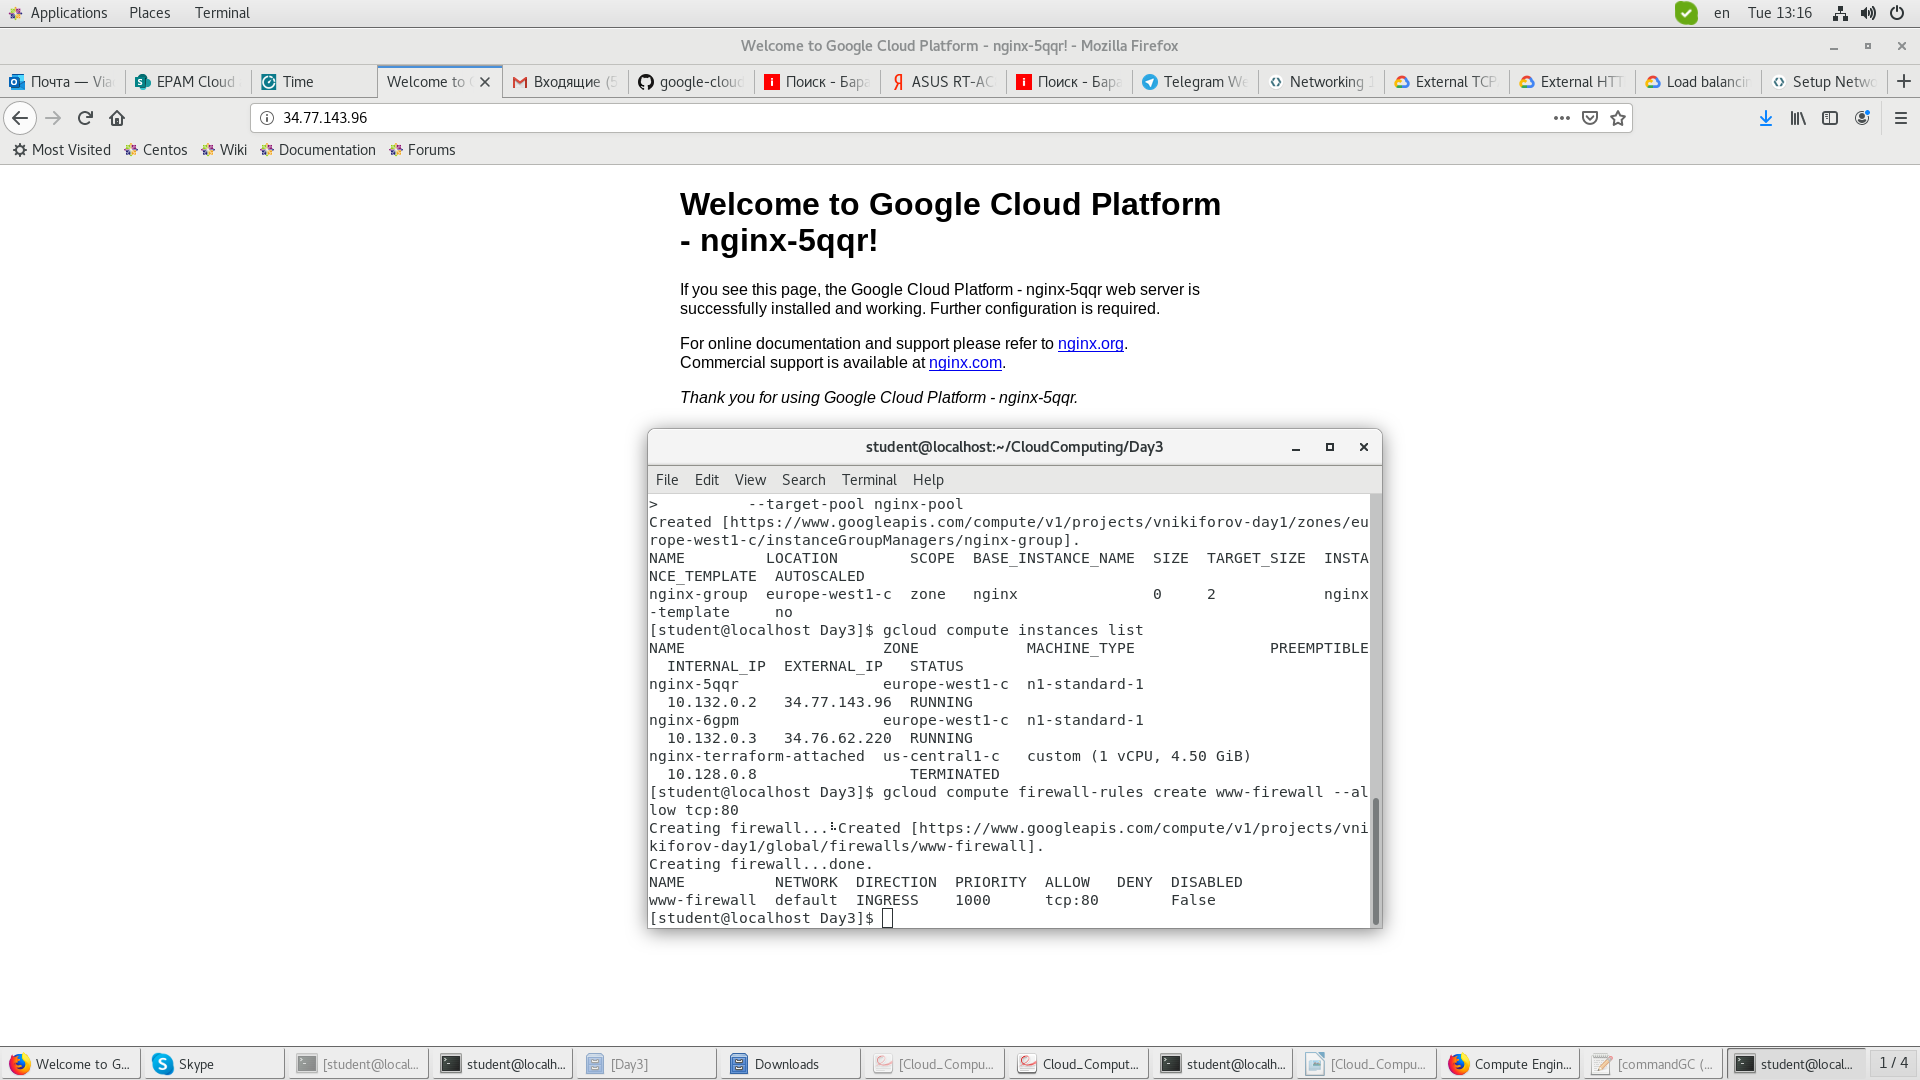 Applications Places Terminal en Tue 13:16
Welcome to Google Cloud Platform - nginx-5qqr! - Mozilla Firefox
Почта — Via EPAM Cloud Time Welcome to Входящие (5 google-cloud Поиск - Бара ASUS RT-AC Поиск - Бара Telegram We Networking External TCP External HTT Load balancin Setup Netwo
34.77.143.96
Most Visited Centos Wiki Documentation Forums
Welcome to Google Cloud Platform
- nginx-5qqr!
If you see this page, the Google Cloud Platform - nginx-5qqr web server is
successfully installed and working. Further configuration is required.
For online documentation and support please refer to nginx.org.
Commercial support is available at nginx.com.
Thank you for using Google Cloud Platform - nginx-5qqr.
student@localhost:~/CloudComputing/Day3
File Edit View Search Terminal Help
>          --target-pool nginx-pool
Created [https://www.googleapis.com/compute/v1/projects/vnikiforov-day1/zones/eu
rope-west1-c/instanceGroupManagers/nginx-group].
NAME         LOCATION        SCOPE  BASE_INSTANCE_NAME  SIZE  TARGET_SIZE  INSTA
NCE_TEMPLATE  AUTOSCALED
nginx-group  europe-west1-c  zone   nginx               0     2            nginx
-template     no
[student@localhost Day3]$ gcloud compute instances list
NAME                      ZONE            MACHINE_TYPE               PREEMPTIBLE
  INTERNAL_IP  EXTERNAL_IP   STATUS
nginx-5qqr                europe-west1-c  n1-standard-1
  10.132.0.2   34.77.143.96  RUNNING
nginx-6gpm                europe-west1-c  n1-standard-1
  10.132.0.3   34.76.62.220  RUNNING
nginx-terraform-attached  us-central1-c   custom (1 vCPU, 4.50 GiB)
  10.128.0.8                 TERMINATED
[student@localhost Day3]$ gcloud compute firewall-rules create www-firewall --al
low tcp:80
Creating firewall...⠧Created [https://www.googleapis.com/compute/v1/projects/vni
kiforov-day1/global/firewalls/www-firewall].
Creating firewall...done.
NAME          NETWORK  DIRECTION  PRIORITY  ALLOW   DENY  DISABLED
www-firewall  default  INGRESS    1000      tcp:80        False
[student@localhost Day3]$
Welcome to G... Skype [student@local... student@localh... [Day3] Downloads [Cloud_Compu... Cloud_Comput... student@localh... [Cloud_Compu... Compute Engin... [commandGC (... student@local... 1 / 4